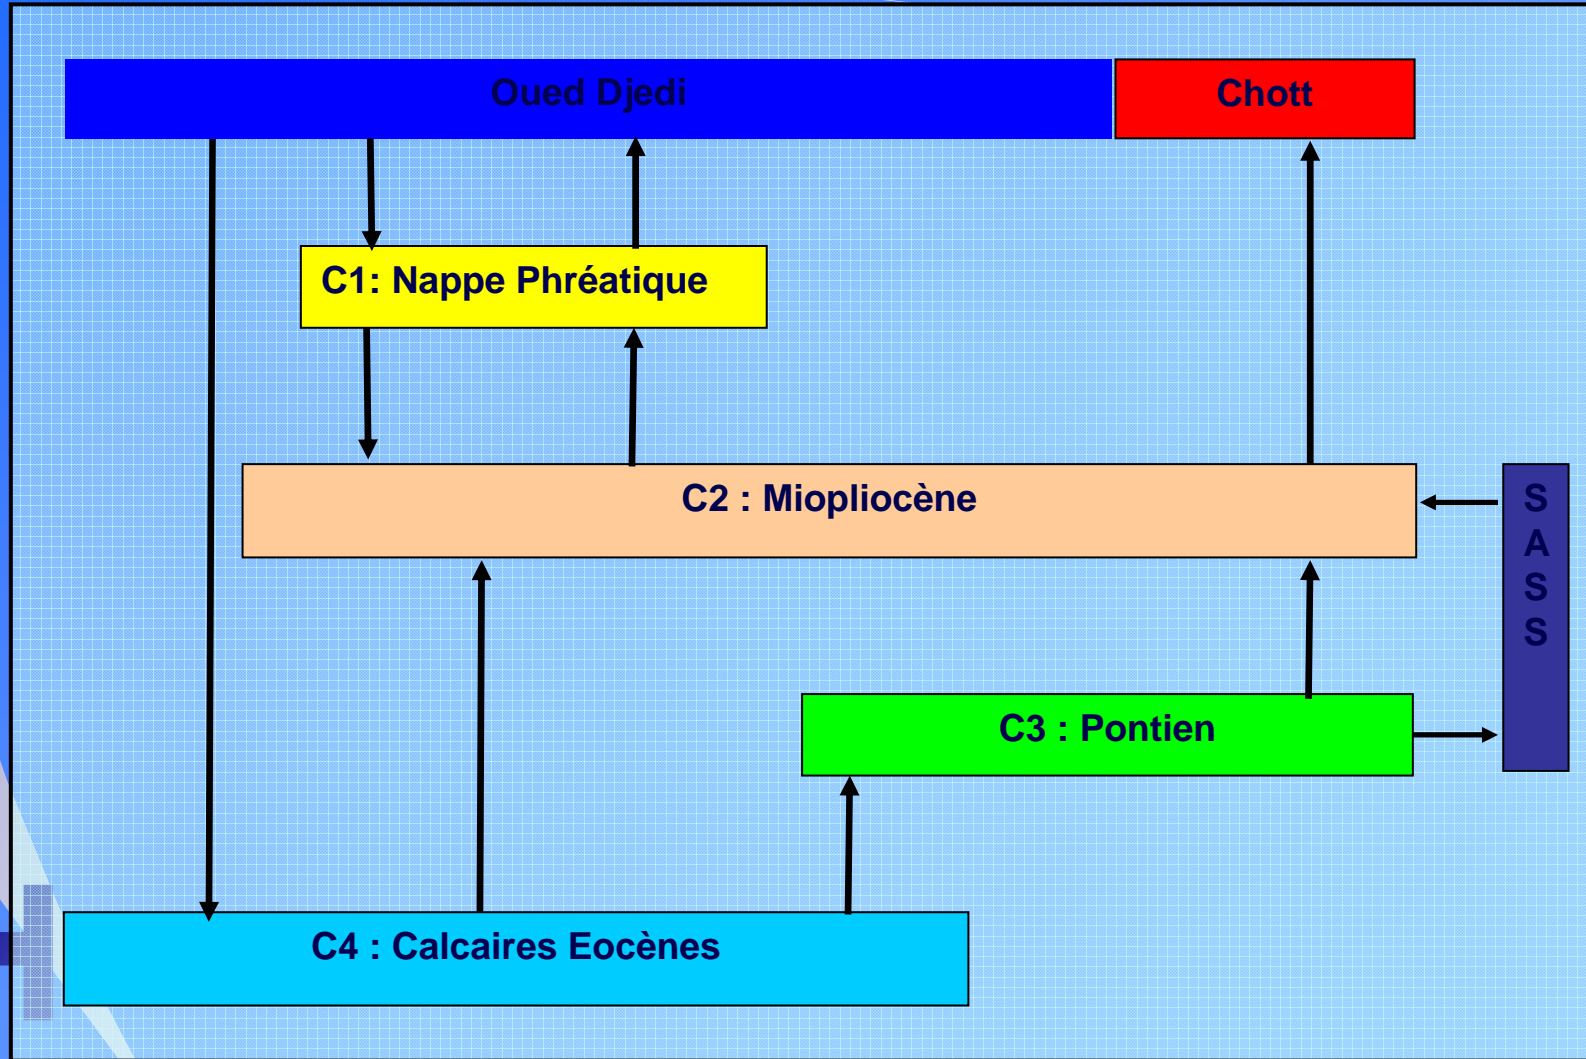 Oued Djedi
Chott
C1: Nappe Phréatique
C2 : Miopliocène
S
A
S
S
C3 : Pontien
C4 : Calcaires Eocènes